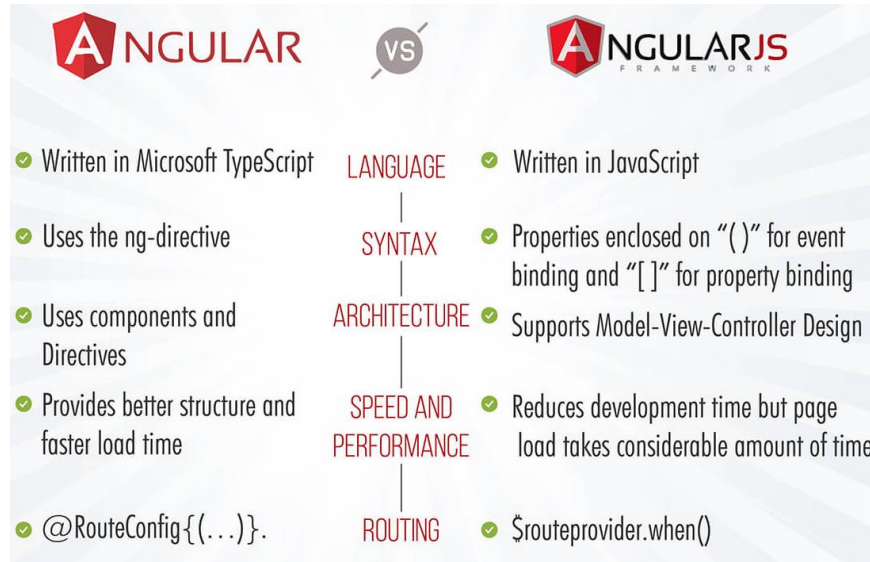 ANGULAR
VS
ANGULARJS
FRAMEWORK
Written in Microsoft TypeScript
LANGUAGE
Written in JavaScript
Uses the ng-directive
SYNTAX
Properties enclosed on “( )” for event
binding and “[ ]” for property binding
Uses components and
Directives
ARCHITECTURE
Supports Model-View-Controller Design
Provides better structure and
faster load time
SPEED AND
PERFORMANCE
Reduces development time but page
load takes considerable amount of time
@RouteConfig{(...)}.
ROUTING
$routeprovider.when()